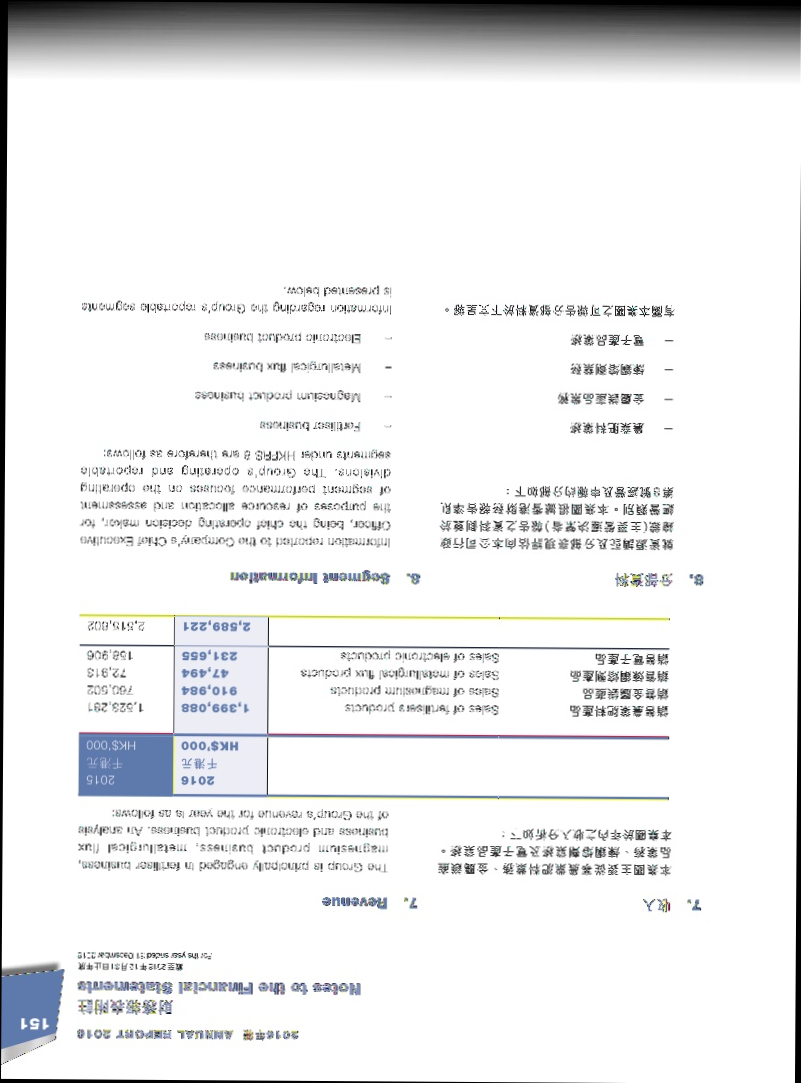 151
2016年報 ANNUAL REPORT 2016
財務報表附註
Notes to the Financial Statements
截至2016年12月31日止年度
For the year ended 31 December 2016
7. 收入
本集團主要從事農業肥料業務、金屬鎂產
品業務、煉鋼熔劑業務及電子產品業務。
本集團於年內之收入分析如下：
7. Revenue
The Group is principally engaged in fertiliser business,
magnesium product business, metallurgical flux
business and electronic product business. An analysis
of the Group's revenue for the year is as follows:
2016 2015
千港元 千港元
HK$'000 HK$'000
銷售農業肥料產品 Sales of fertilisers products 1,399,088 1,523,281
銷售金屬鎂產品 Sales of magnesium products 910,984 760,502
銷售煉鋼熔劑產品 Sales of metallurgical flux products 47,494 72,913
銷售電子產品 Sales of electronic products 231,655 158,906
2,589,221 2,515,602
8. 分部資料
就資源調配及分部表現評估向本公司行政
總裁(主要營運決策者)報告之資料側重於
經營類別。本集團根據香港財務報告準則
第8號經營及申報的分部如下：
– 農業肥料業務
– 金屬鎂產品業務
– 煉鋼熔劑業務
– 電子產品業務
有關本集團之可報告分部資料於下文呈報。
8. Segment Information
Information reported to the Company's Chief Executive
Officer, being the chief operating decision maker, for
the purposes of resource allocation and assessment
of segment performance focuses on the operating
divisions. The Group's operating and reportable
segments under HKFRS 8 are therefore as follows:
– Fertiliser business
– Magnesium product business
– Metallurgical flux business
– Electronic product business
Information regarding the Group's reportable segments
is presented below.